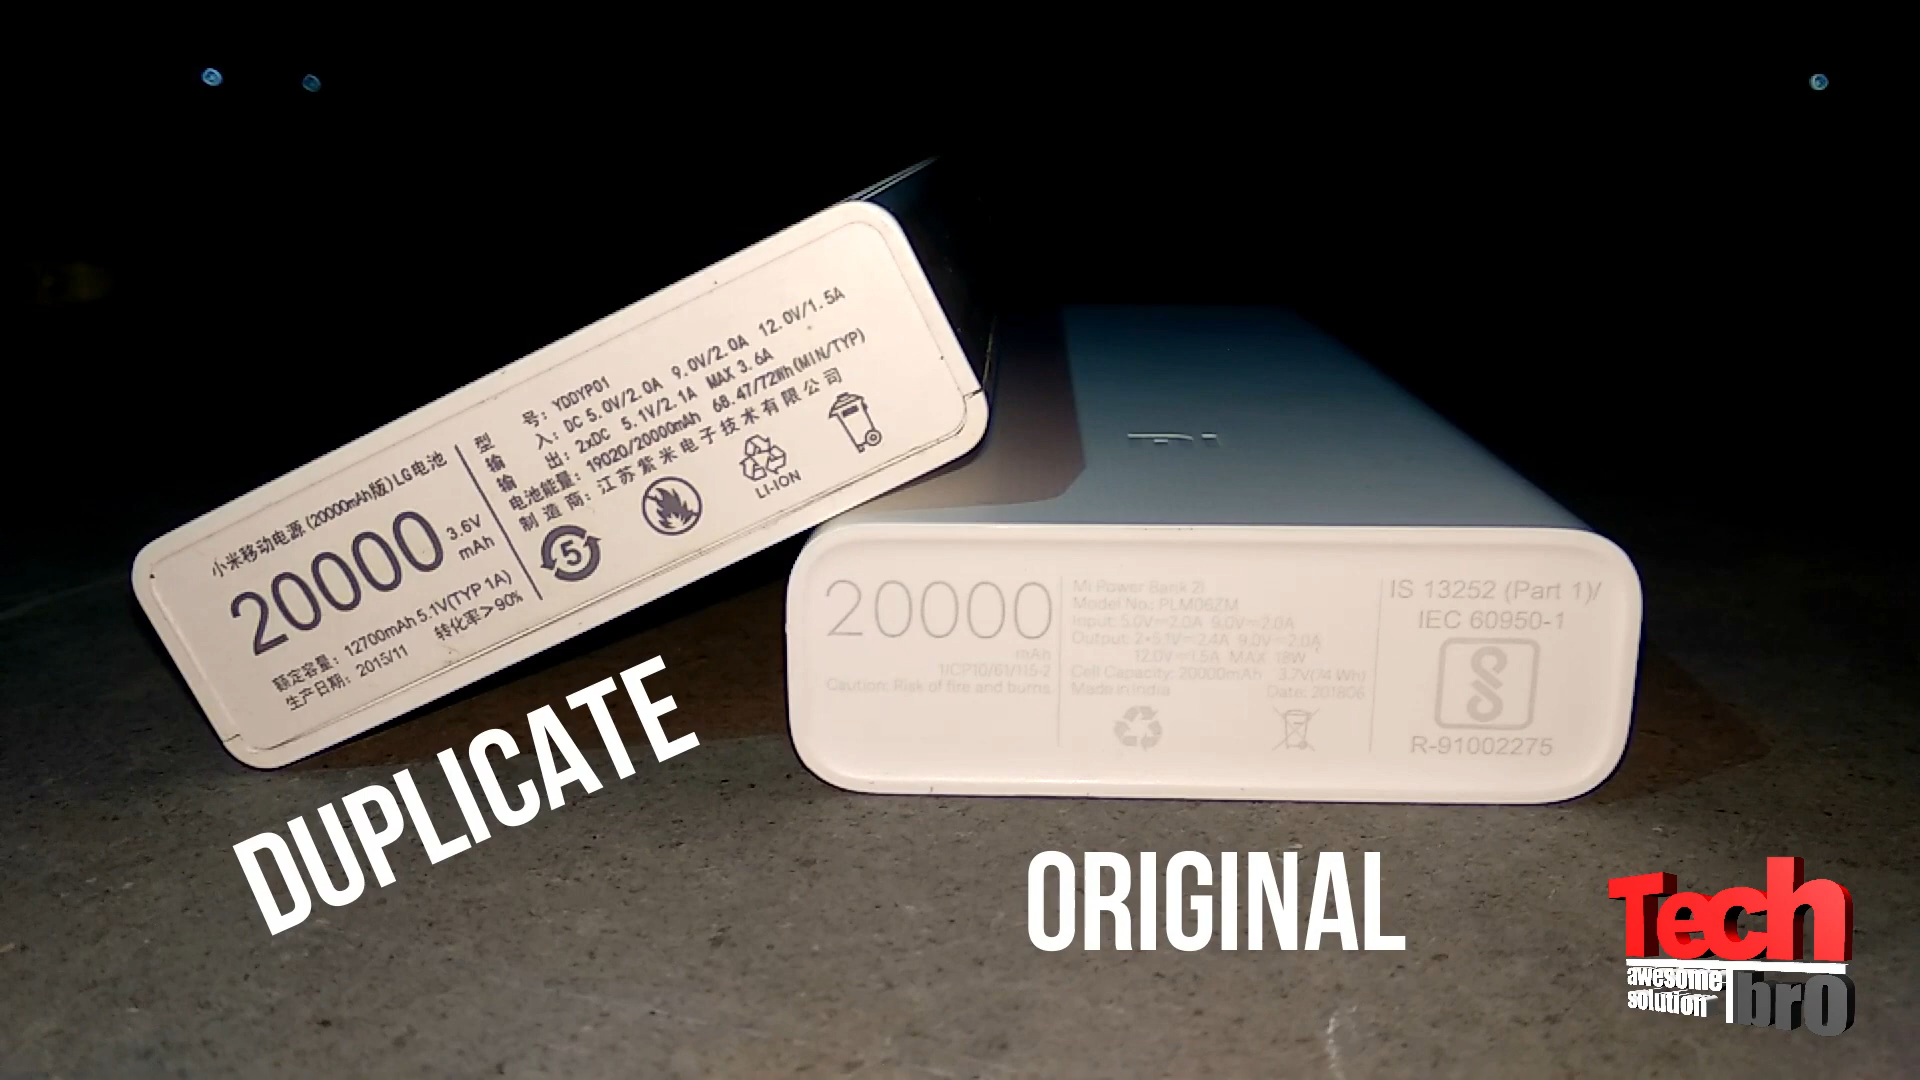 小米移动电源 (20000mAh版) LG电池
20000 3.6V
mAh
额定容量: 12700mAh 5.1V(TYP 1A)
生产日期: 2015/11 转化率>90%
型 号: YDDYP01
输 入: DC 5.0V/2.0A 9.0V/2.0A 12.0V/1.5A
输 出: 2xDC 5.1V/2.1A MAX 3.6A
电池能量: 19020/20000mAh 68.47/72Wh(MIN/TYP)
制 造 商: 江苏紫米电子技术有限公司
5
LI-ION
20000
mAh
1/CP10/61/115-2
Caution: Risk of fire and burns.
Mi Power Bank 2i
Model No.: PLM06ZM
Input: 5.0V⎓2.0A 9.0V⎓2.0A
Output: 2*5.1V⎓2.4A 9.0V⎓2.0A
12.0V⎓1.5A MAX 18W
Cell Capacity: 20000mAh 3.7V(74 Wh)
Made in India Date: 201806
IS 13252 (Part 1)/
IEC 60950-1
R-91002275
DUPLICATE
ORIGINAL
Tech
awesome
solution
brO